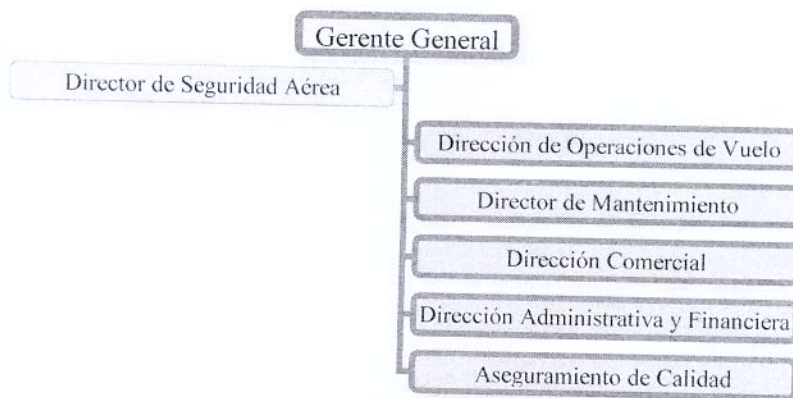 Gerente General
Director de Seguridad Aérea
Dirección de Operaciones de Vuelo
Director de Mantenimiento
Dirección Comercial
Dirección Administrativa y Financiera
Aseguramiento de Calidad